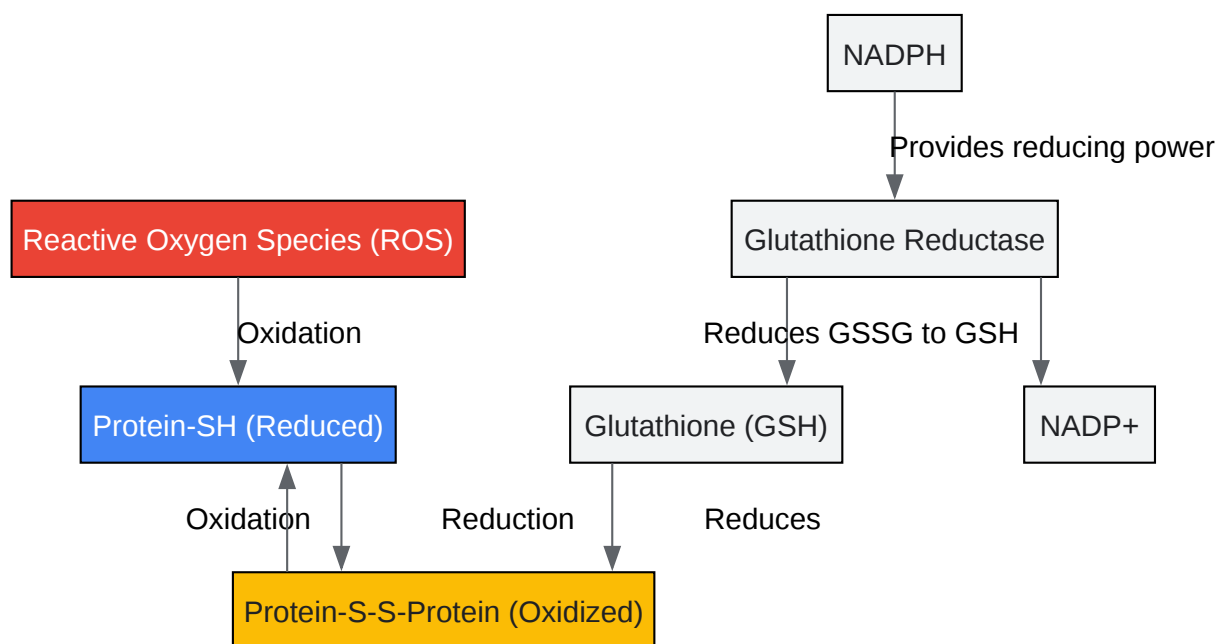 NADPH
Provides reducing power
Reactive Oxygen Species (ROS)
Glutathione Reductase
Oxidation
Reduces GSSG to GSH
Protein-SH (Reduced)
Glutathione (GSH)
NADP+
Oxidation
Reduction
Reduces
Protein-S-S-Protein (Oxidized)